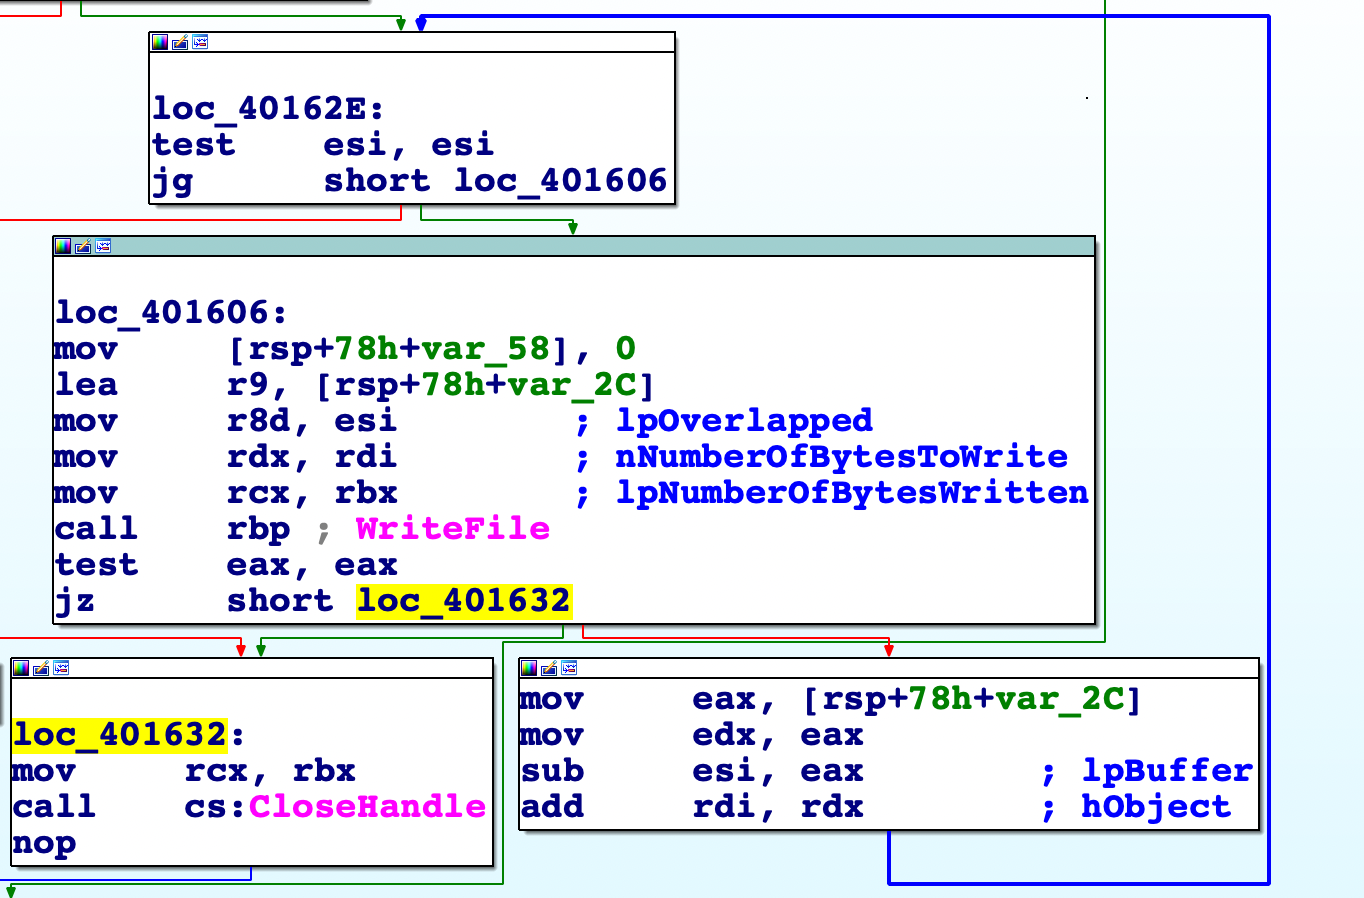 loc_40162E:
test esi, esi
jg short loc_401606
loc_401606:
mov [rsp+78h+var_58], 0
lea r9, [rsp+78h+var_2C]
mov r8d, esi ; lpOverlapped
mov rdx, rdi ; nNumberOfBytesToWrite
mov rcx, rbx ; lpNumberOfBytesWritten
call rbp ; WriteFile
test eax, eax
jz short loc_401632
loc_401632:
mov rcx, rbx
call cs:CloseHandle
nop
mov eax, [rsp+78h+var_2C]
mov edx, eax
sub esi, eax ; lpBuffer
add rdi, rdx ; hObject